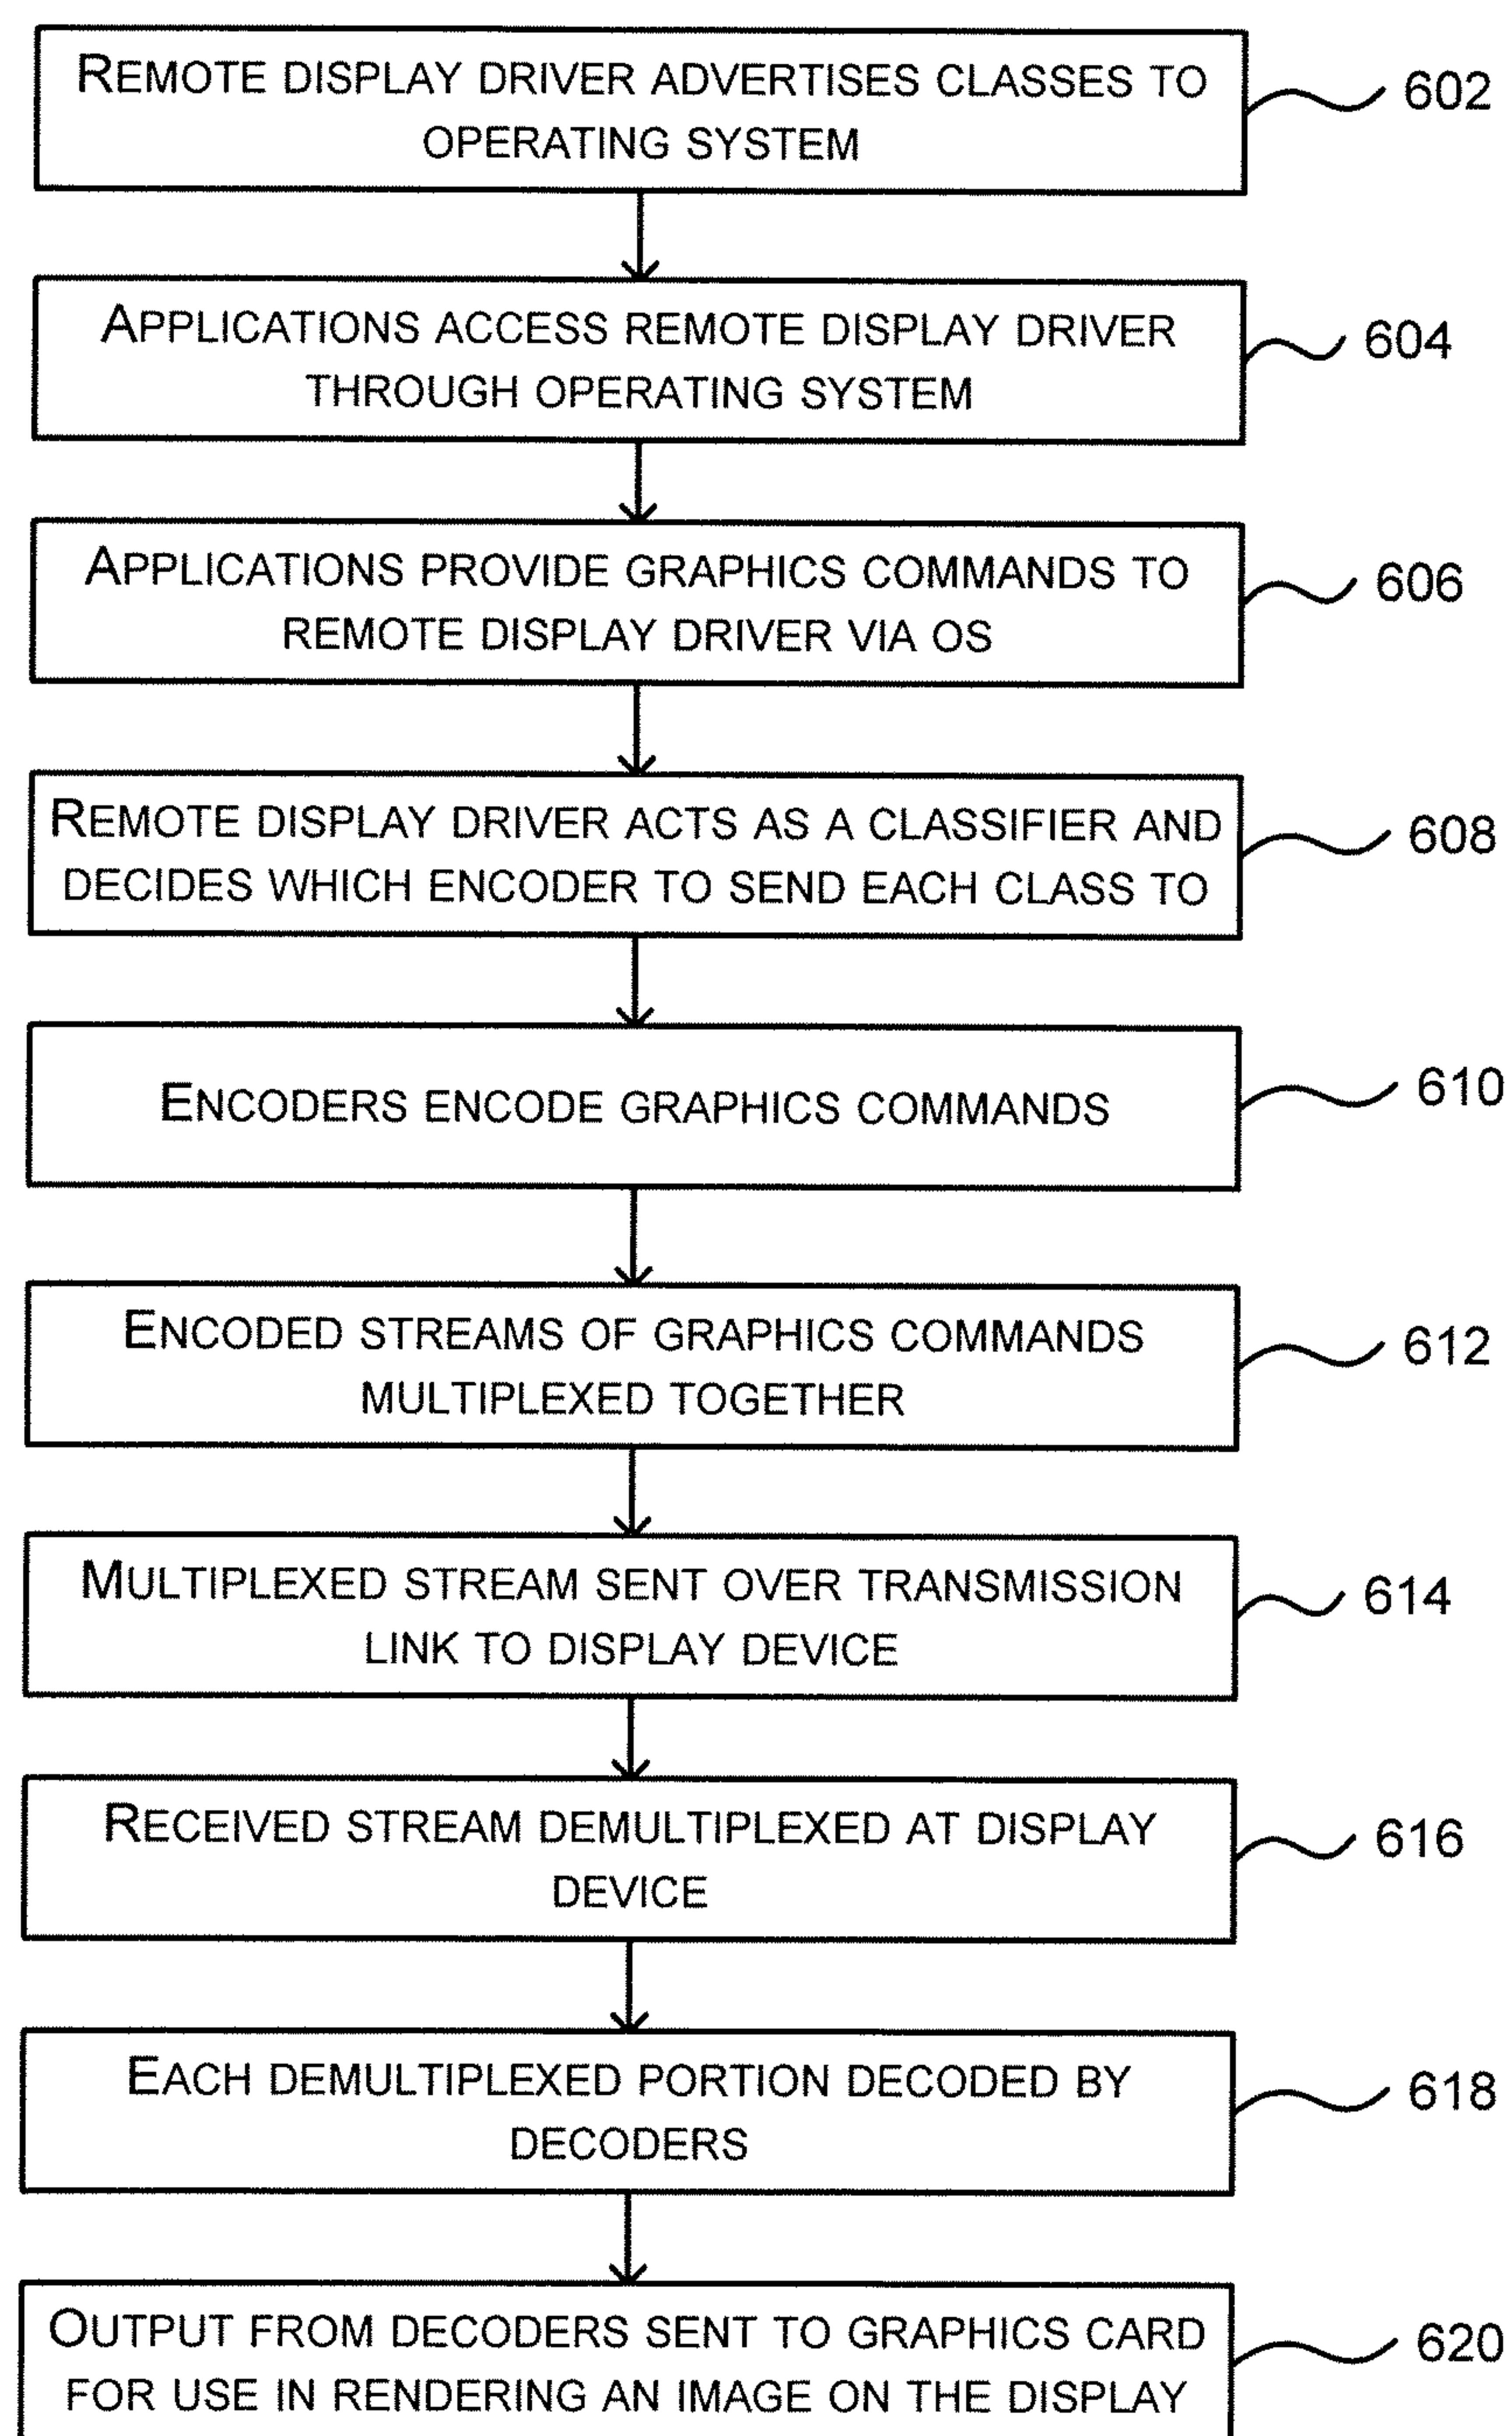 REMOTE DISPLAY DRIVER ADVERTISES CLASSES TO
OPERATING SYSTEM
602
APPLICATIONS ACCESS REMOTE DISPLAY DRIVER
THROUGH OPERATING SYSTEM
604
APPLICATIONS PROVIDE GRAPHICS COMMANDS TO
REMOTE DISPLAY DRIVER VIA OS
606
REMOTE DISPLAY DRIVER ACTS AS A CLASSIFIER AND
DECIDES WHICH ENCODER TO SEND EACH CLASS TO
608
ENCODERS ENCODE GRAPHICS COMMANDS
610
ENCODED STREAMS OF GRAPHICS COMMANDS
MULTIPLEXED TOGETHER
612
MULTIPLEXED STREAM SENT OVER TRANSMISSION
LINK TO DISPLAY DEVICE
614
RECEIVED STREAM DEMULTIPLEXED AT DISPLAY
DEVICE
616
EACH DEMULTIPLEXED PORTION DECODED BY
DECODERS
618
OUTPUT FROM DECODERS SENT TO GRAPHICS CARD
FOR USE IN RENDERING AN IMAGE ON THE DISPLAY
620